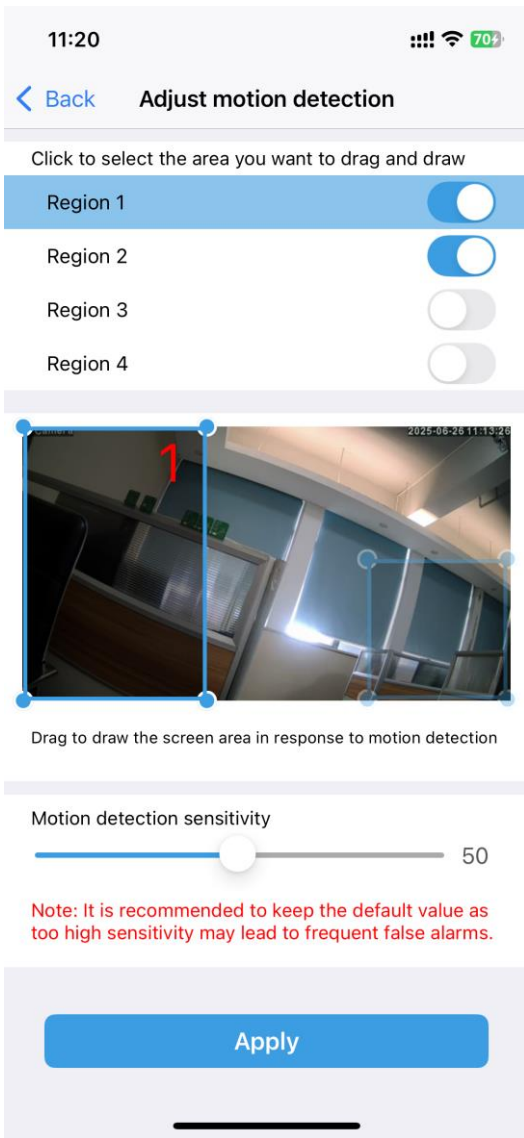 11:20
70
Back
Adjust motion detection
Click to select the area you want to drag and draw
Region 1
Region 2
Region 3
Region 4
Camera
2025-06-26 11:13:26
1
Drag to draw the screen area in response to motion detection
Motion detection sensitivity
50
Note: It is recommended to keep the default value as
too high sensitivity may lead to frequent false alarms.
Apply